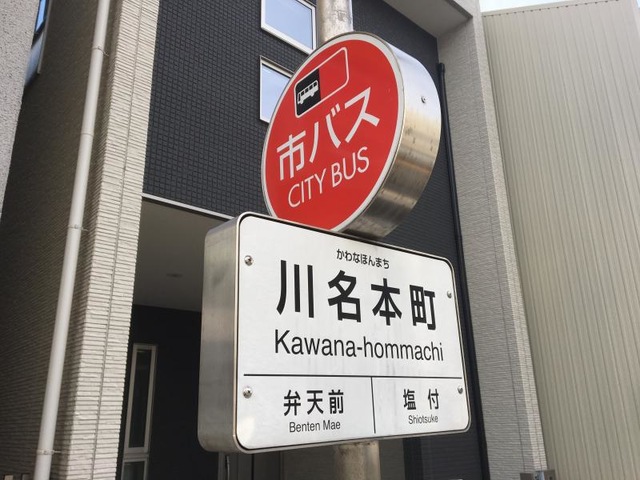 市バス
CITY BUS
かわなほんまち
川名本町
Kawana-hommachi
弁天前
Benten Mae
塩付
Shiotsuke